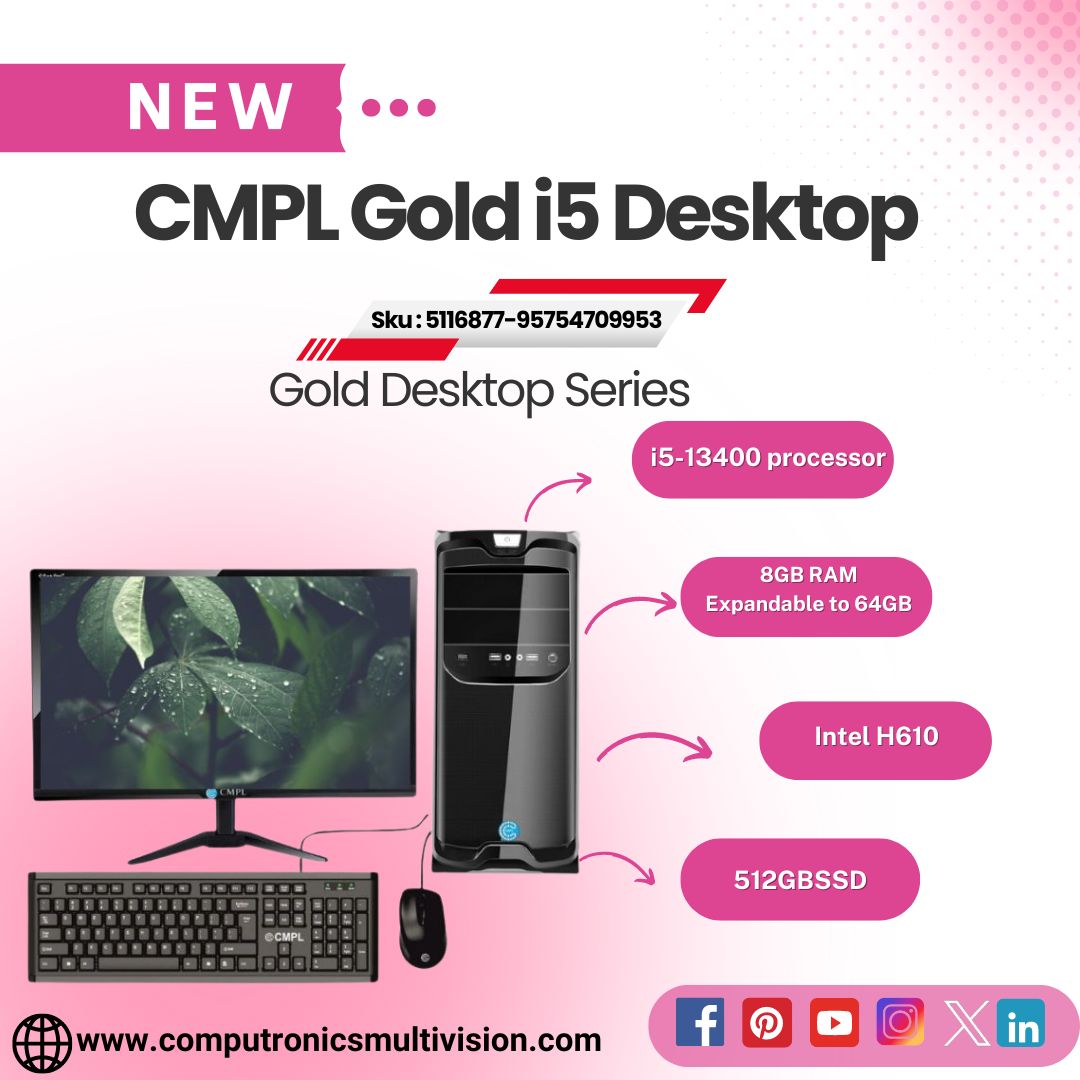 NEW
CMPL Gold i5 Desktop
Sku : 5116877-95754709953
Gold Desktop Series
i5-13400 processor
8GB RAM
Expandable to 64GB
Intel H610
512GBSSD
CMPL
CMPL
www.computronicsmultivision.com